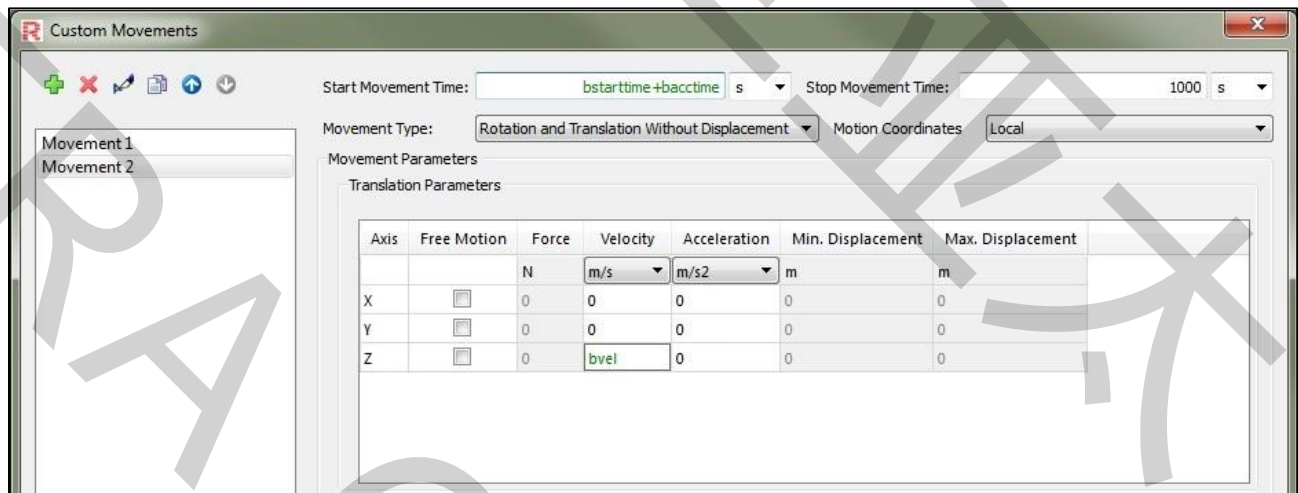 Custom Movements
Start Movement Time: bstarttime+bacctime s Stop Movement Time: 1000 s
Movement Type: Rotation and Translation Without Displacement Motion Coordinates Local
Movement 1
Movement 2
Movement Parameters
Translation Parameters
Axis Free Motion Force Velocity Acceleration Min. Displacement Max. Displacement
N m/s m/s2 m m
X 0 0 0 0 0
Y 0 0 0 0 0
Z 0 bvel 0 0 0